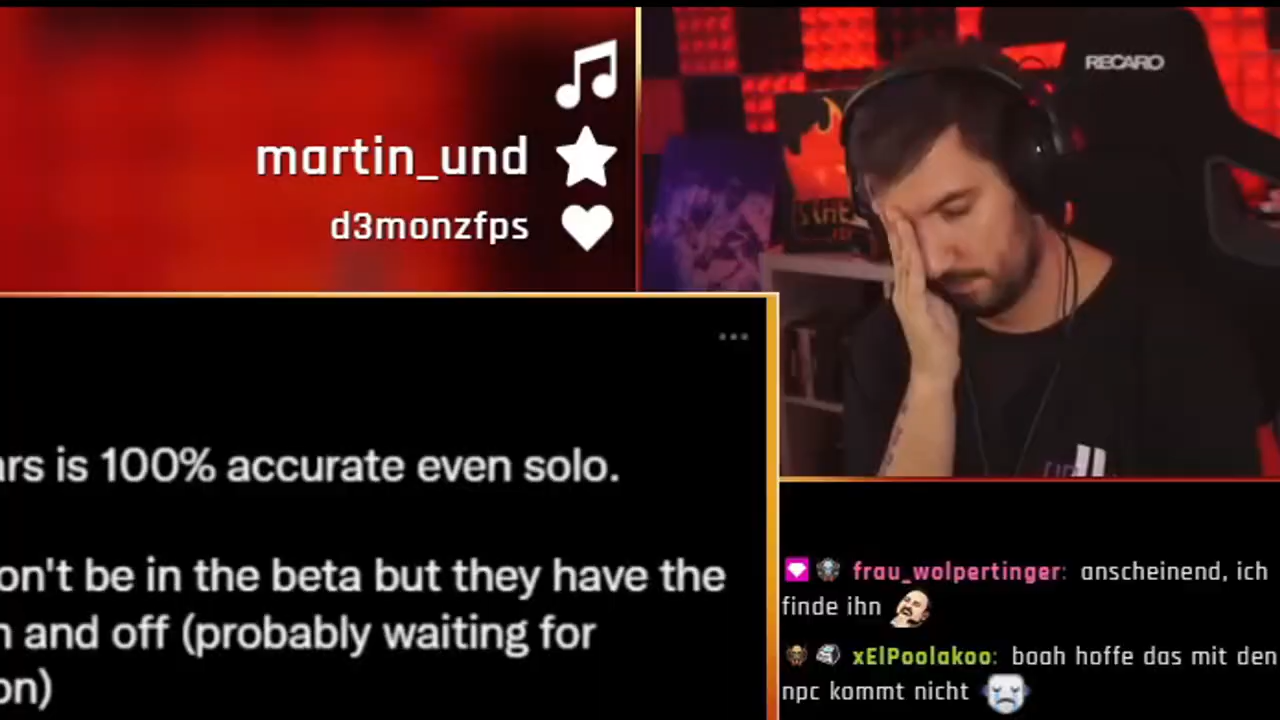 martin_und
d3monzfps
RECARO
ars is 100% accurate even solo.
on't be in the beta but they have the
n and off (probably waiting for
on)
frau_wolpertinger: anscheinend, ich
finde ihn
xElPoolakoo: baah hoffe das mit den
npc kommt nicht